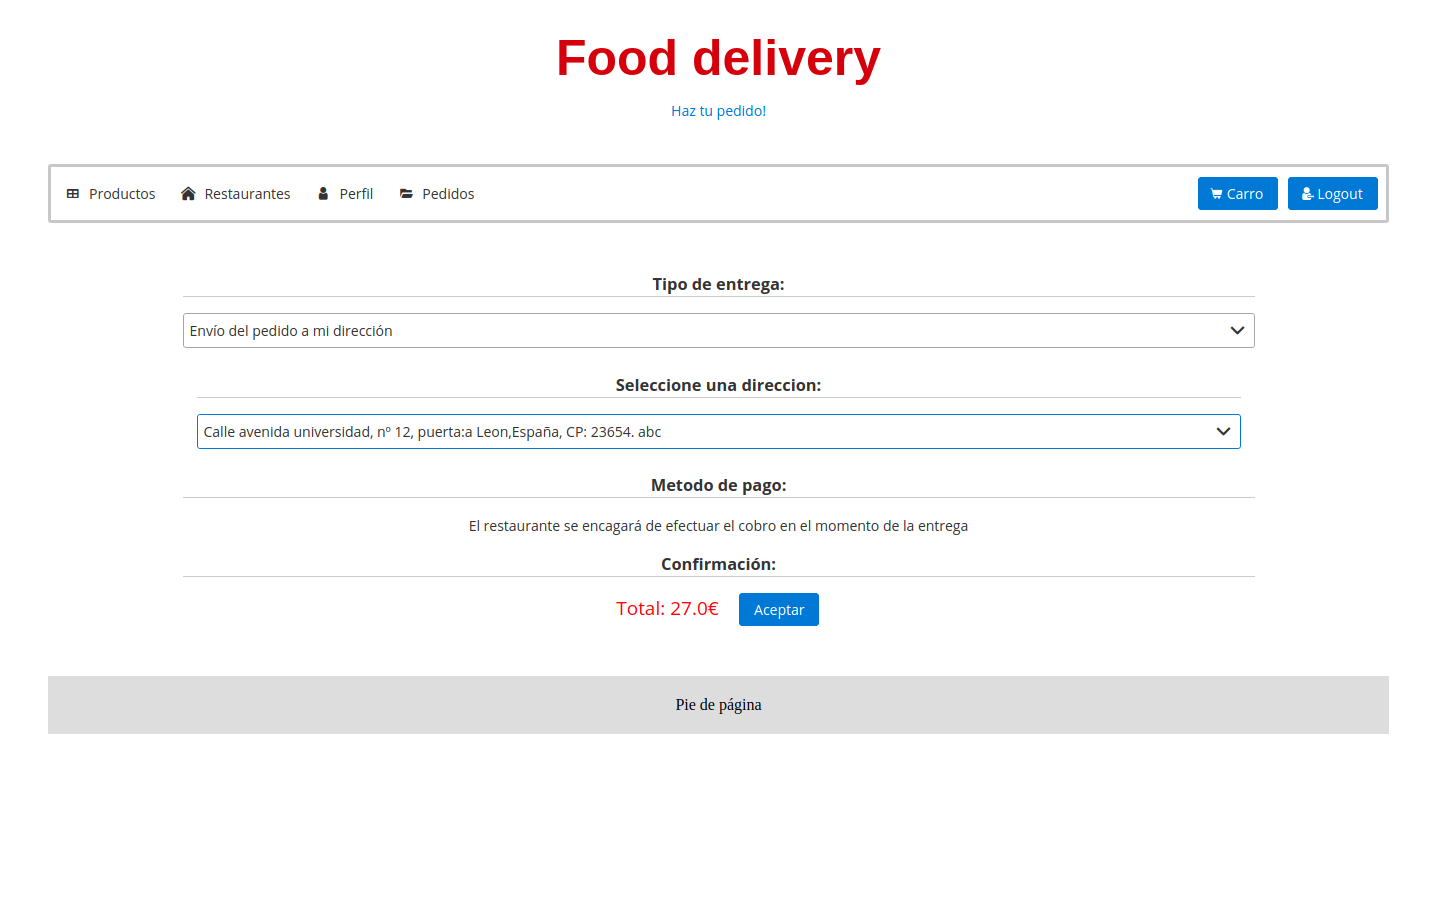 Food delivery
Haz tu pedido!
Productos Restaurantes Perfil Pedidos Carro Logout
Tipo de entrega:
Envío del pedido a mi dirección
Seleccione una direccion:
Calle avenida universidad, nº 12, puerta:a Leon,España, CP: 23654. abc
Metodo de pago:
El restaurante se encagará de efectuar el cobro en el momento de la entrega
Confirmación:
Total: 27.0€ Aceptar
Pie de página